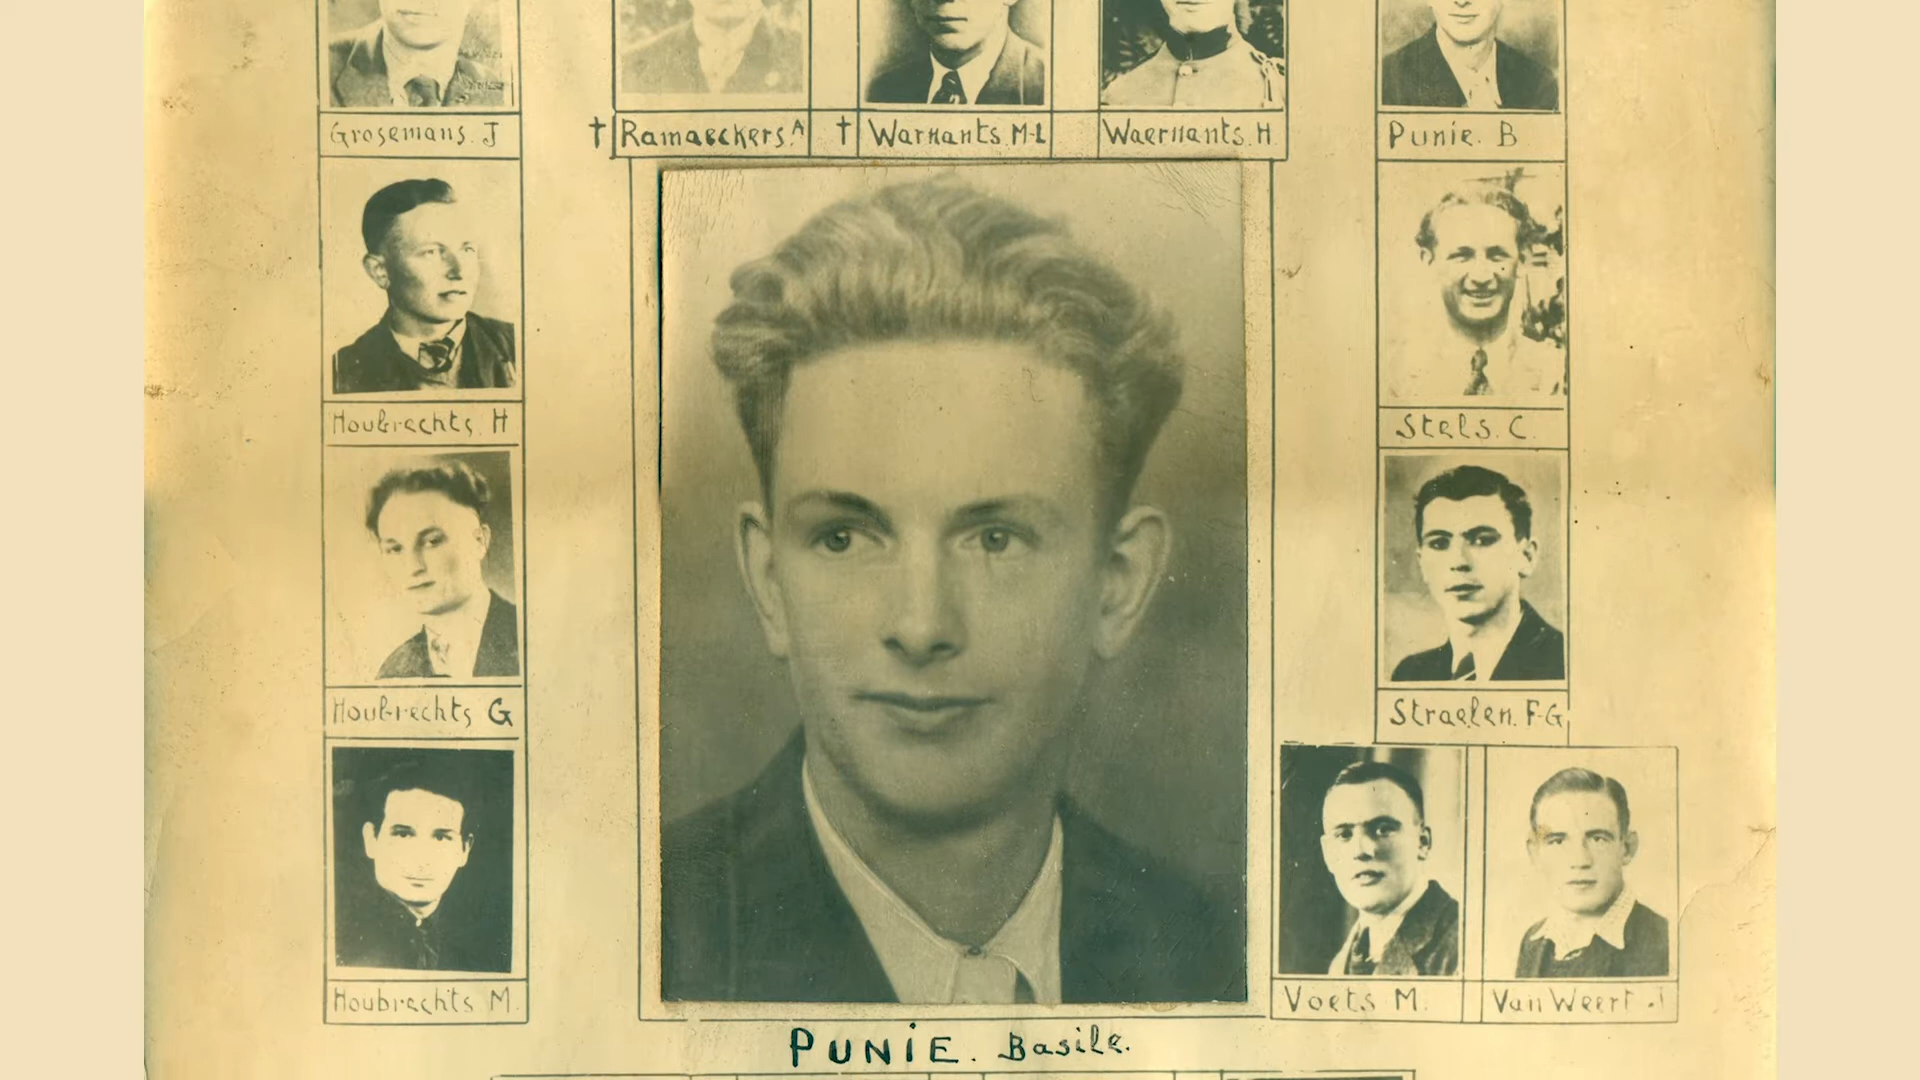 Grosemans. J
† Ramaeckers. A
† Warnants. M-L
Waernants. H
Punie. B
Houbrechts. H
Stels. C.
Houbrechts G
Straelen. F-G
Houbrechts M.
Voets M.
Van Weert. J
PUNiE. Basile.